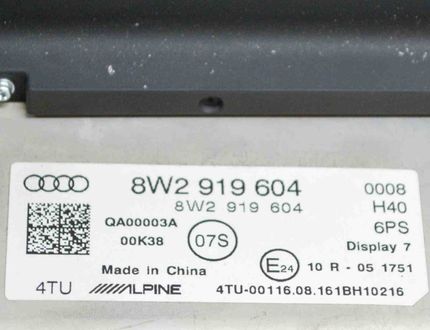 8W2 919 604 0008
8W2 919 604 H40
QA00003A 6PS
00K38 07S Display 7
Made in China E24 10 R - 05 1751
4TU ALPINE 4TU-00116.08.161BH10216